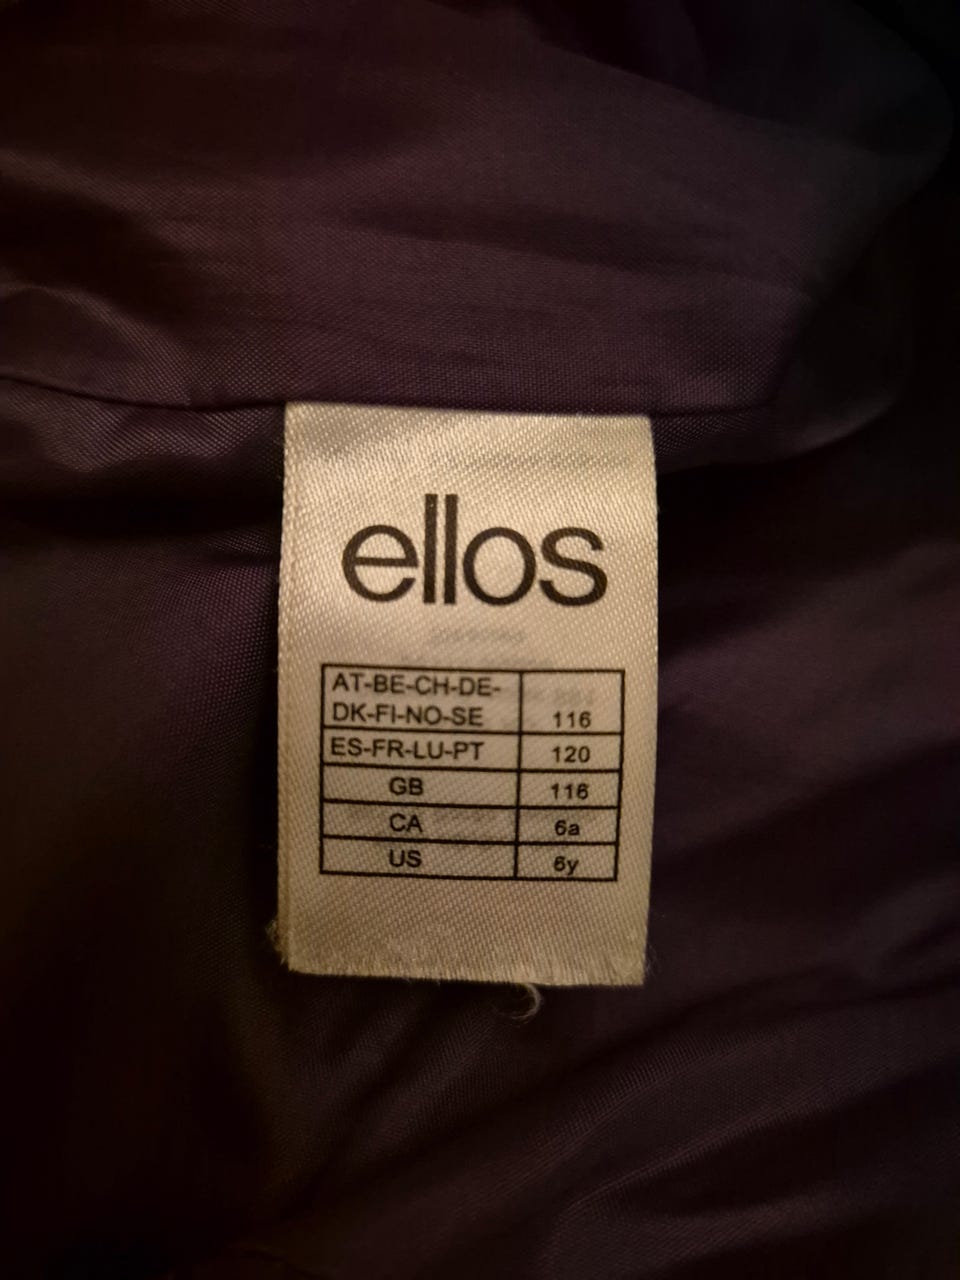 ellos
AT-BE-CH-DE-
DK-FI-NO-SE 116
ES-FR-LU-PT 120
GB 116
CA 6a
US 6y